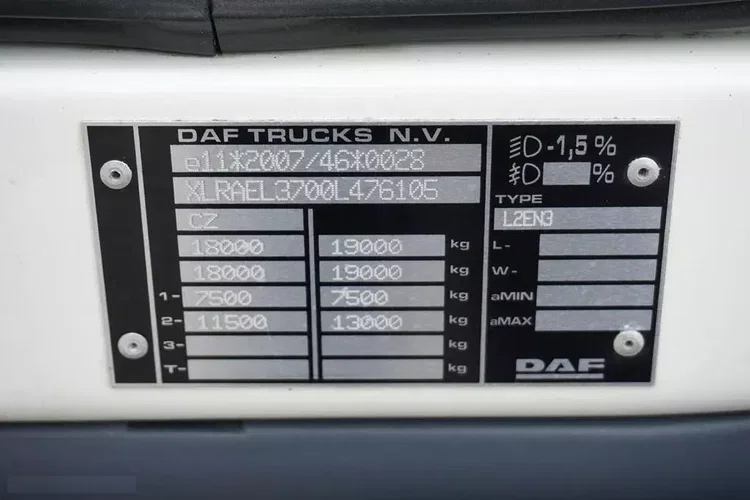 DAF TRUCKS N.V.
e11*2007/46*0028
XLRAEL3700L476105
CZ
18000 19000 kg
18000 19000 kg
1- 7500 7500 kg
2- 11500 13000 kg
3- kg
T- kg
-1,5 %
%
TYPE
L2EN3
L-
W-
aMIN
aMAX
DAF